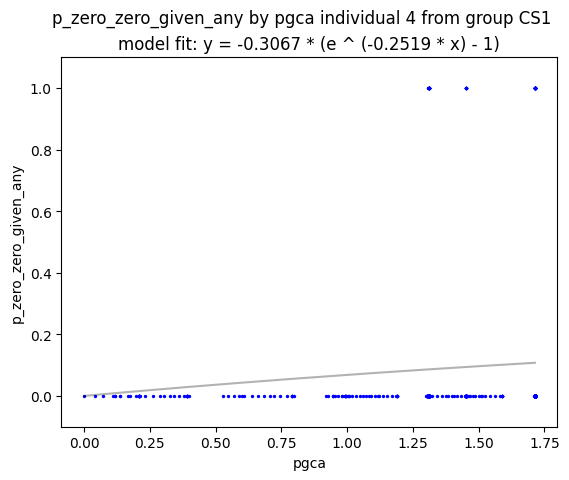 p_zero_zero_given_any by pgca individual 4 from group CS1
model fit: y = -0.3067 * (e ^ (-0.2519 * x) - 1)
1.0
0.8
0.6
0.4
0.2
0.0
p_zero_zero_given_any
0.00 0.25 0.50 0.75 1.00 1.25 1.50 1.75
pgca